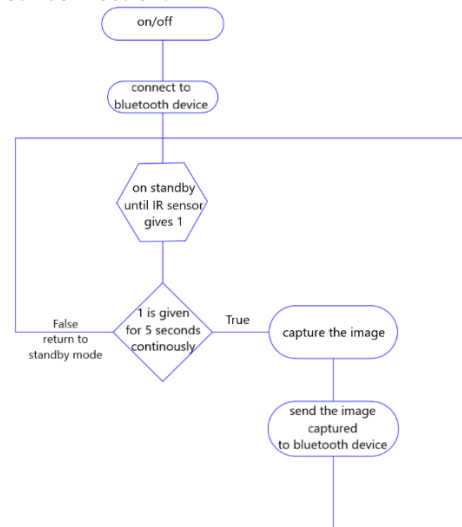 on/off
connect to
bluetooth device
on standby
until IR sensor
gives 1
1 is given
for 5 seconds
continously
False
return to
standby mode
True
capture the image
send the image
captured
to bluetooth device